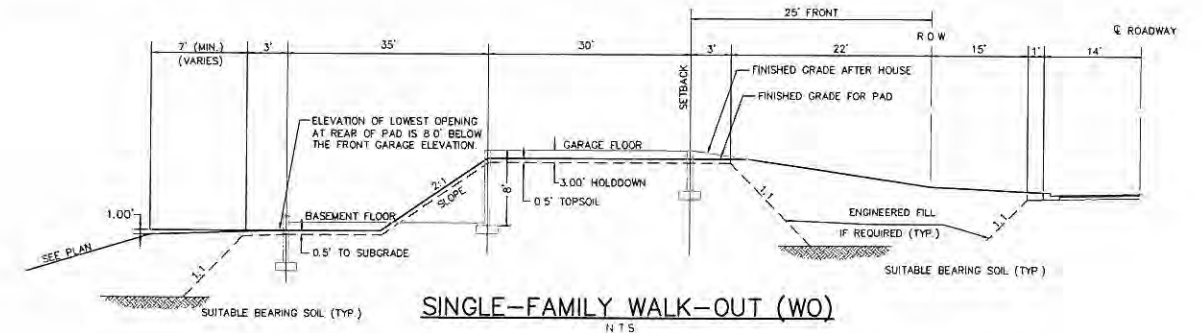 25' FRONT
R O W
℄ ROADWAY
7' (MIN.)
(VARIES)
3'
35'
30'
3'
22'
15'
1'
14'
SETBACK
FINISHED GRADE AFTER HOUSE
FINISHED GRADE FOR PAD
ELEVATION OF LOWEST OPENING
AT REAR OF PAD IS 8 0' BELOW
THE FRONT GARAGE ELEVATION.
GARAGE FLOOR
2:1
SLOPE
8'
3.00' HOLDDOWN
0 5' TOPSOIL
1:1
1.00'
BASEMENT FLOOR
ENGINEERED FILL
IF REQUIRED (TYP.)
1:1
SEE PLAN
0.5' TO SUBGRADE
1:1
SUITABLE BEARING SOIL (TYP )
SUITABLE BEARING SOIL (TYP )
SINGLE-FAMILY WALK-OUT (WO)
N T S